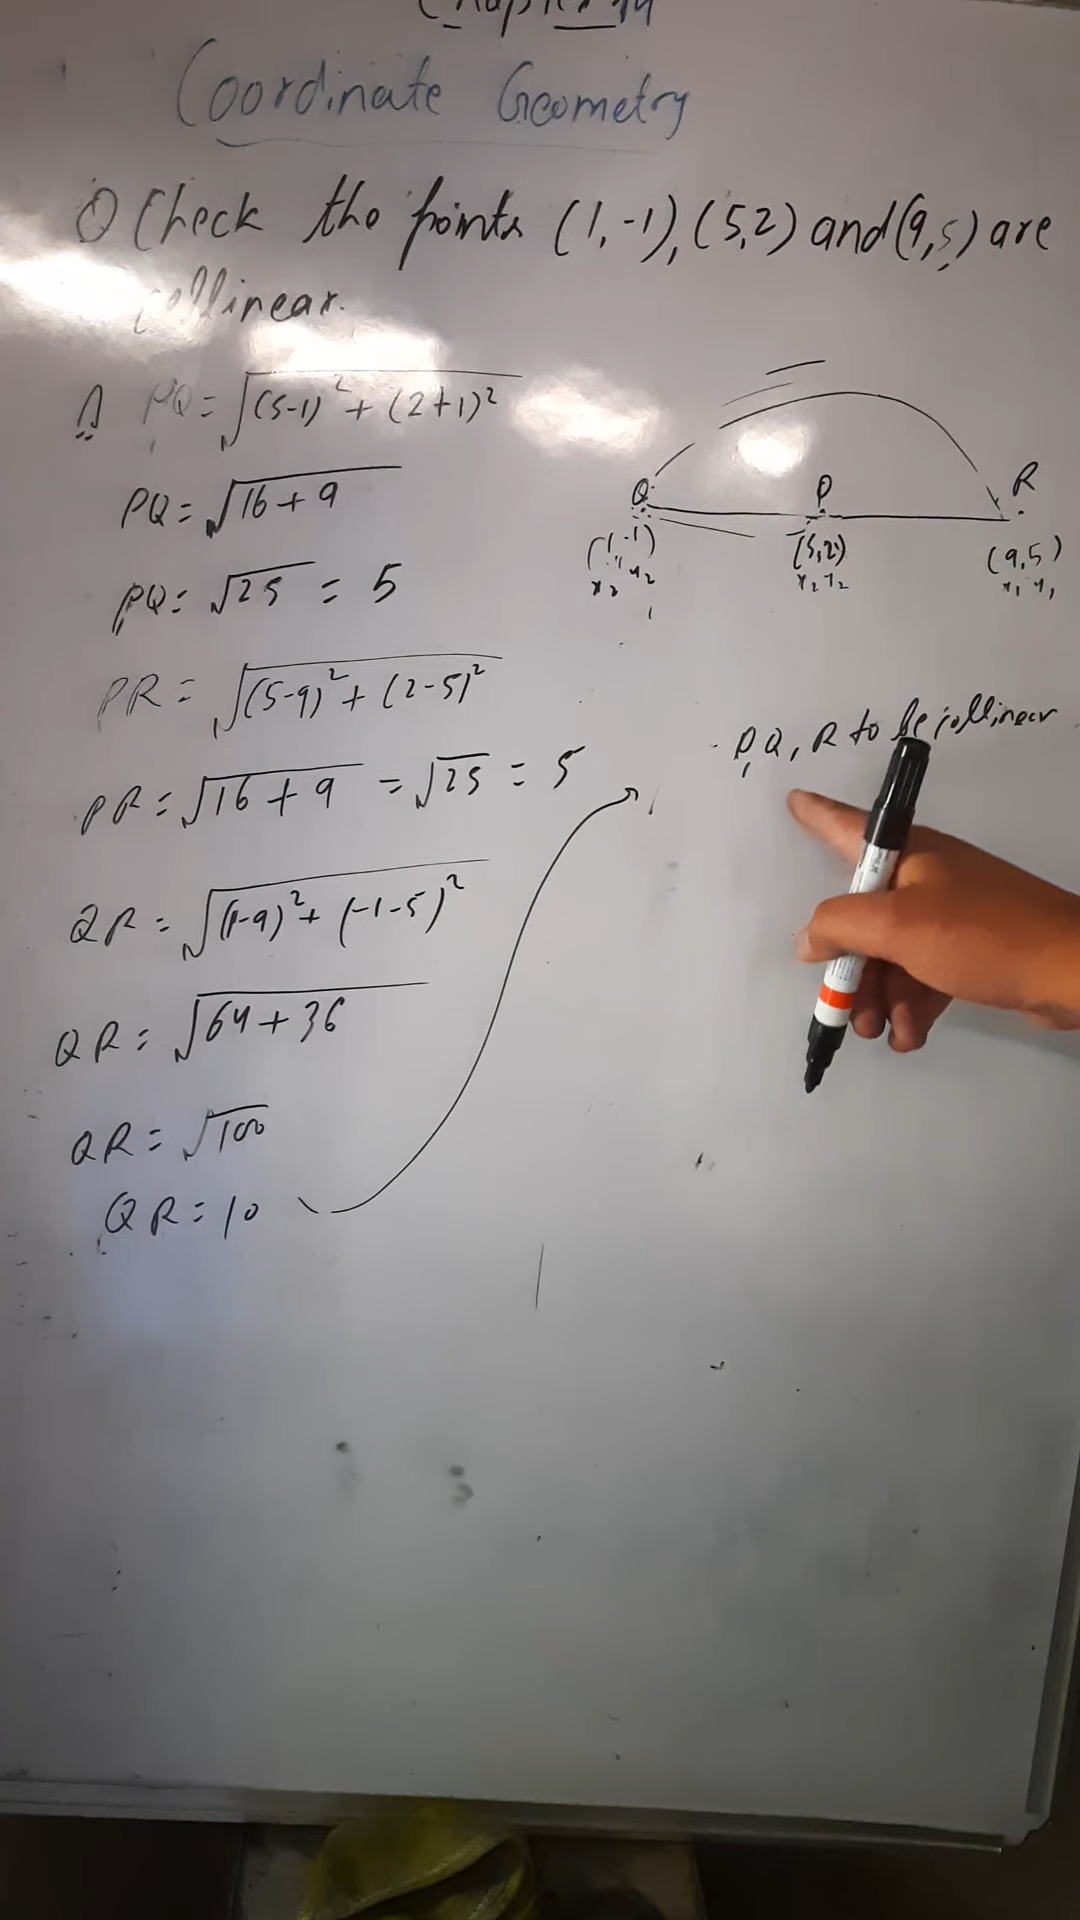 Chapter 14
Coordinate Geometry
Q Check the points (1,-1), (5,2) and (9,5) are
collinear.
A PQ = √(5-1)² + (2+1)²
PQ = √16+9
PQ = √25 = 5
PR = √(5-9)² + (2-5)²
PR = √16+9 = √25 = 5
QR = √(1-9)² + (-1-5)²
QR = √64+36
QR = √100
QR = 10
Q P R
(1,-1) (5,2) (9,5)
x₂ y₂ x₂ y₂ x₁ y₁
P,Q, R to be collinear